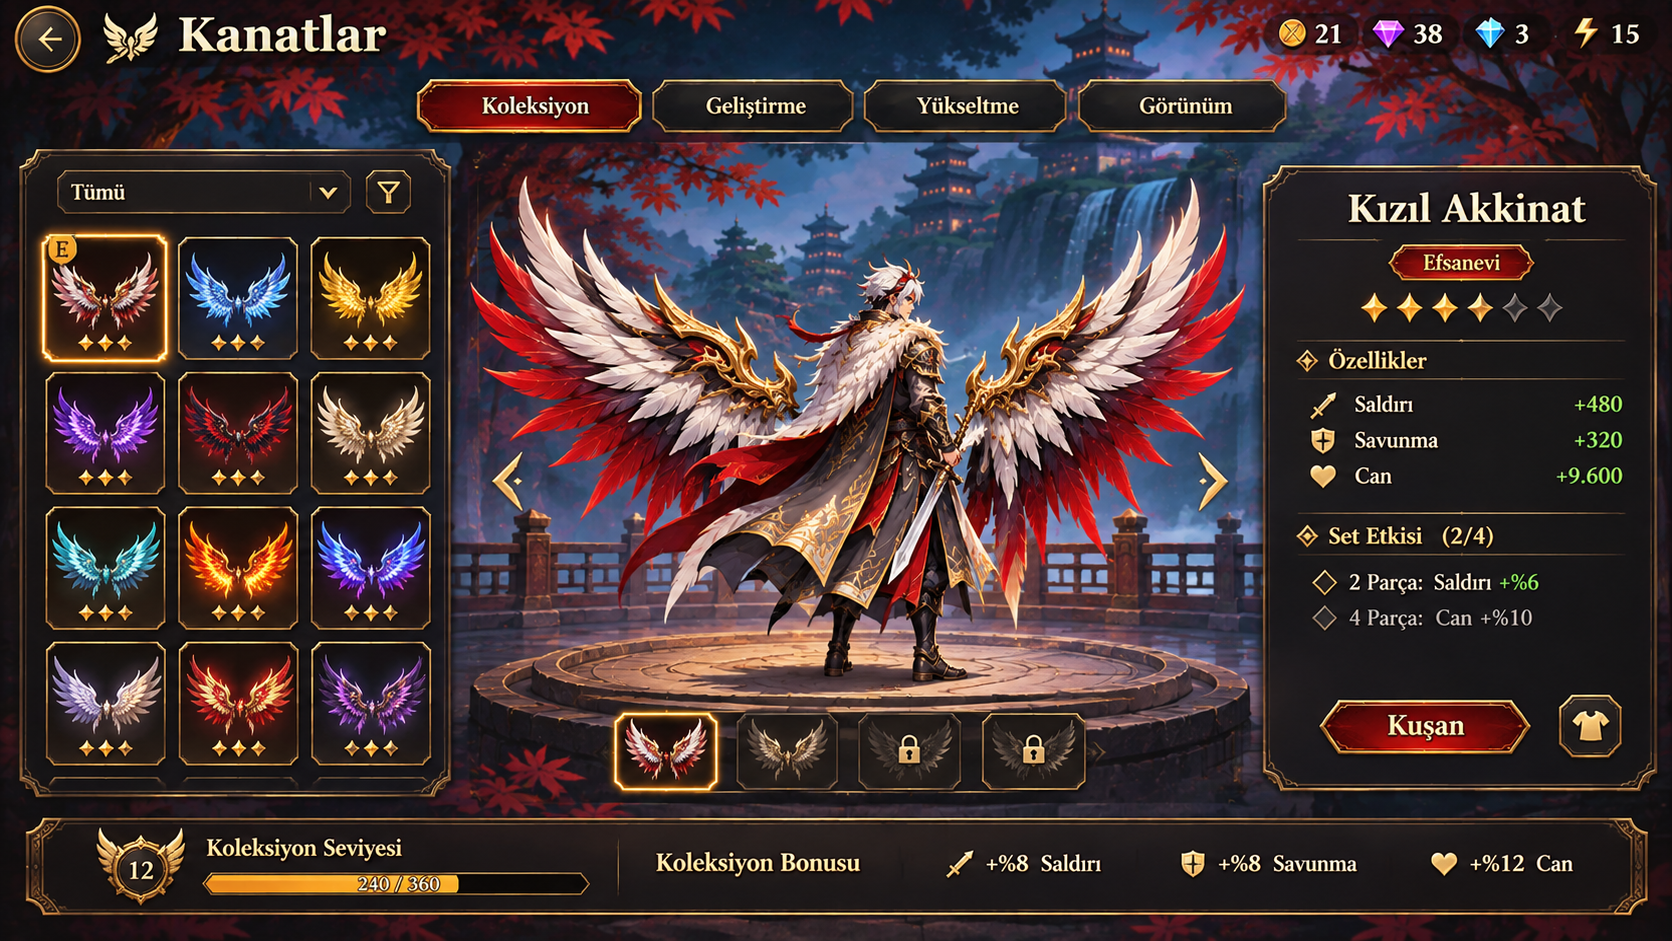 Kanatlar
21
38
3
15
Koleksiyon
Geliştirme
Yükseltme
Görünüm
Tümü
E
Kızıl Akkinat
Efsanevi
Özellikler
Saldırı +480
Savunma +320
Can +9.600
Set Etkisi (2/4)
2 Parça: Saldırı +%6
4 Parça: Can +%10
Kuşan
12
Koleksiyon Seviyesi
240 / 360
Koleksiyon Bonusu
+%8 Saldırı
+%8 Savunma
+%12 Can